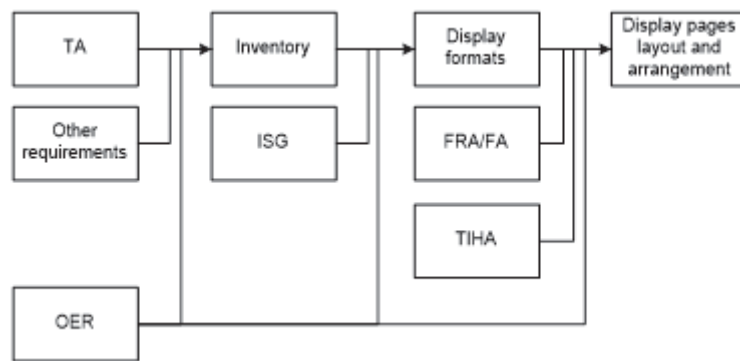 TA
Inventory
Display
formats
Display pages
layout and
arrangement
Other
requirements
ISG
FRA/FA
TIHA
OER